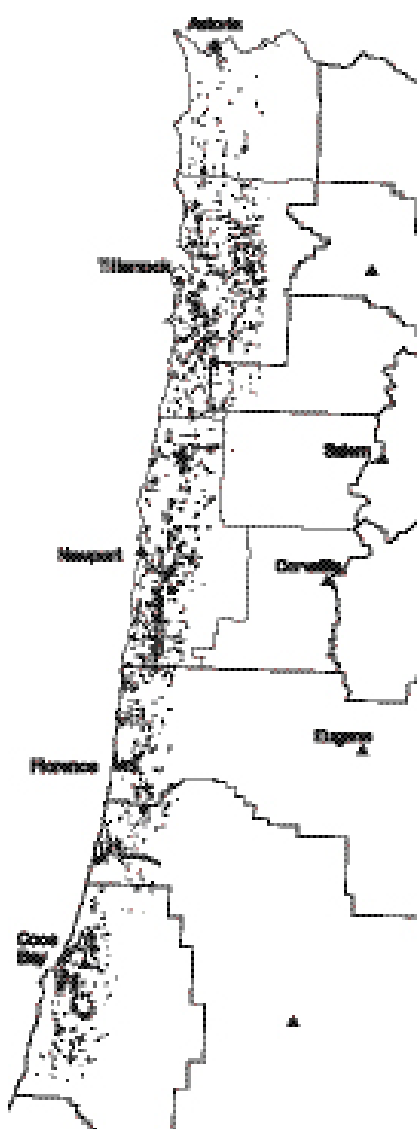 Astoria
Tillamook
Salem
Newport
Corvallis
Eugene
Florence
Coos
Bay